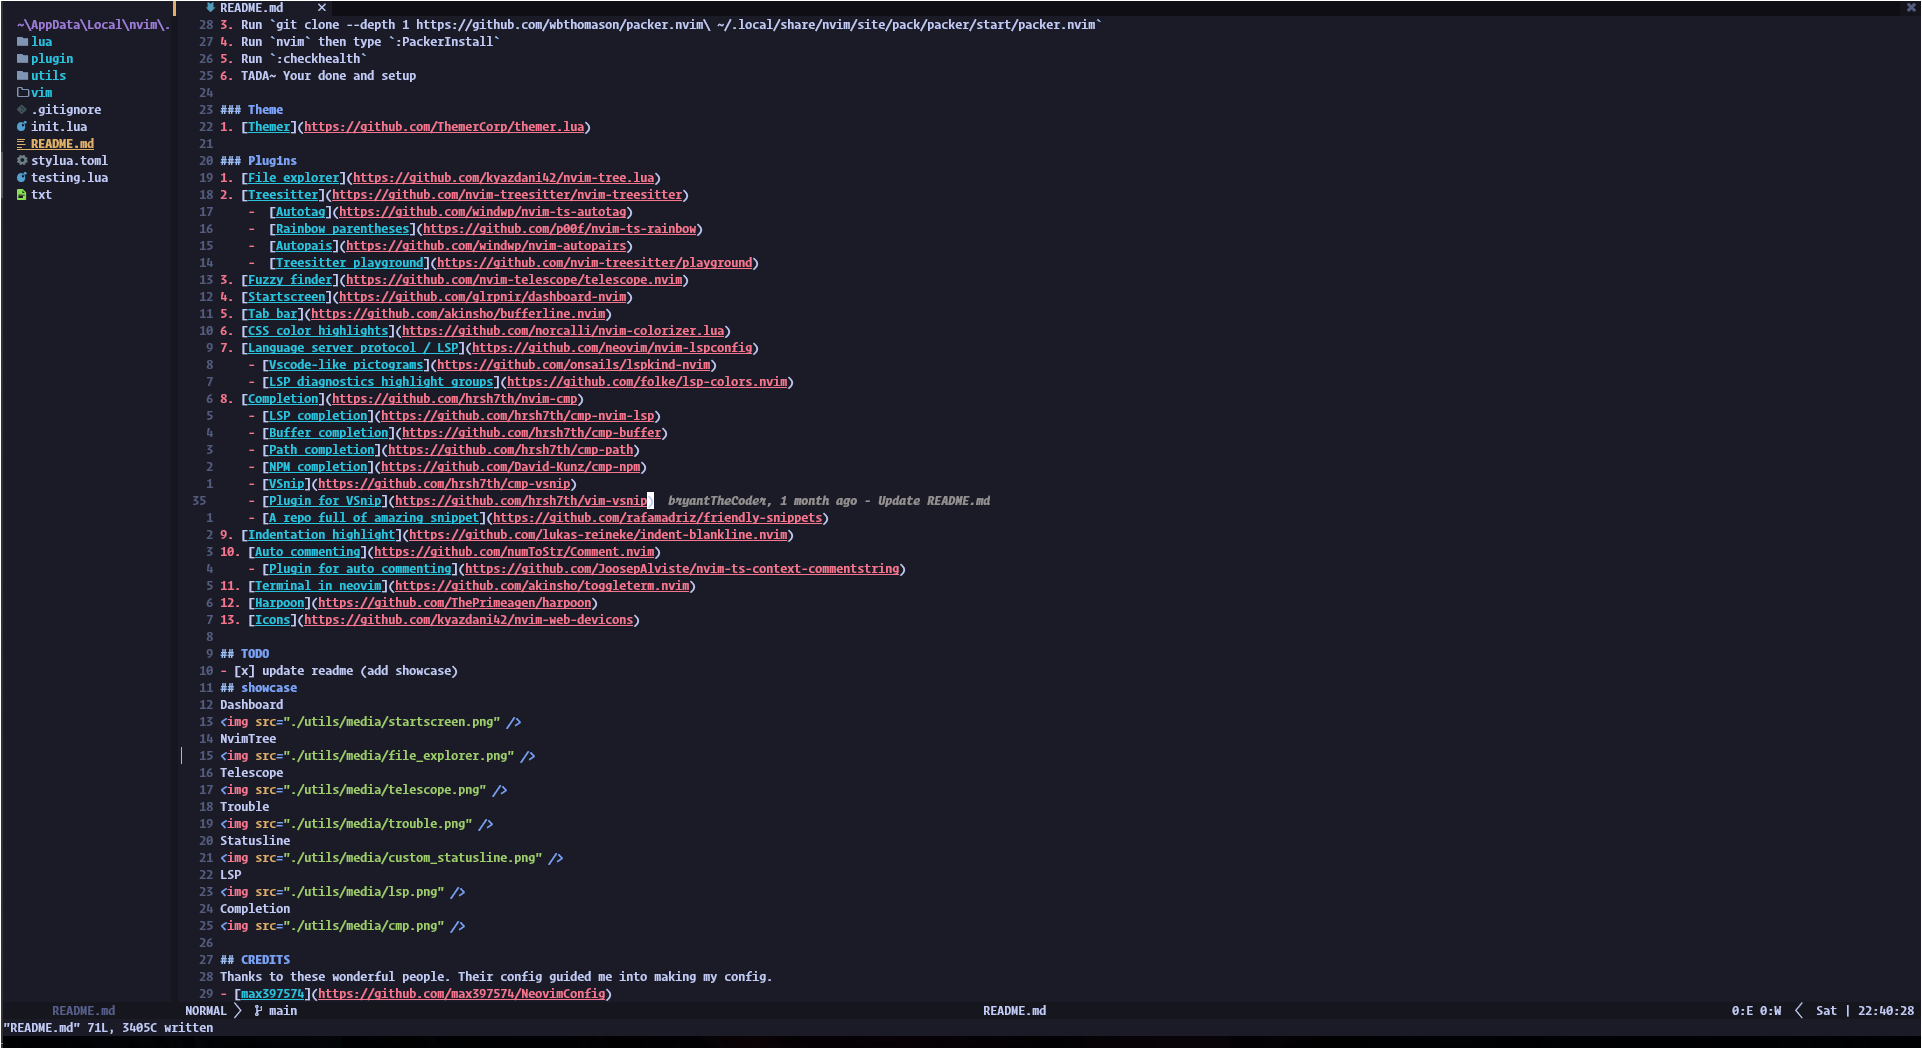 README.md ✕ ✖
~\AppData\Local\nvim\.
lua
plugin
utils
vim
.gitignore
init.lua
README.md
stylua.toml
testing.lua
txt
28 3. Run `git clone --depth 1 https://github.com/wbthomason/packer.nvim\ ~/.local/share/nvim/site/pack/packer/start/packer.nvim`
27 4. Run `nvim` then type `:PackerInstall`
26 5. Run `:checkhealth`
25 6. TADA~ Your done and setup
24
23 ### Theme
22 1. [Themer](https://github.com/ThemerCorp/themer.lua)
21
20 ### Plugins
19 1. [File explorer](https://github.com/kyazdani42/nvim-tree.lua)
18 2. [Treesitter](https://github.com/nvim-treesitter/nvim-treesitter)
17 - [Autotag](https://github.com/windwp/nvim-ts-autotag)
16 - [Rainbow parentheses](https://github.com/p00f/nvim-ts-rainbow)
15 - [Autopais](https://github.com/windwp/nvim-autopairs)
14 - [Treesitter playground](https://github.com/nvim-treesitter/playground)
13 3. [Fuzzy finder](https://github.com/nvim-telescope/telescope.nvim)
12 4. [Startscreen](https://github.com/glrpnir/dashboard-nvim)
11 5. [Tab bar](https://github.com/akinsho/bufferline.nvim)
10 6. [CSS color highlights](https://github.com/norcalli/nvim-colorizer.lua)
9 7. [Language server protocol / LSP](https://github.com/neovim/nvim-lspconfig)
8 - [Vscode-like pictograms](https://github.com/onsails/lspkind-nvim)
7 - [LSP diagnostics highlight groups](https://github.com/folke/lsp-colors.nvim)
6 8. [Completion](https://github.com/hrsh7th/nvim-cmp)
5 - [LSP completion](https://github.com/hrsh7th/cmp-nvim-lsp)
4 - [Buffer completion](https://github.com/hrsh7th/cmp-buffer)
3 - [Path completion](https://github.com/hrsh7th/cmp-path)
2 - [NPM completion](https://github.com/David-Kunz/cmp-npm)
1 - [VSnip](https://github.com/hrsh7th/cmp-vsnip)
35 - [Plugin for VSnip](https://github.com/hrsh7th/vim-vsnip) bryantTheCoder, 1 month ago - Update README.md
1 - [A repo full of amazing snippet](https://github.com/rafamadriz/friendly-snippets)
2 9. [Indentation highlight](https://github.com/lukas-reineke/indent-blankline.nvim)
3 10. [Auto commenting](https://github.com/numToStr/Comment.nvim)
4 - [Plugin for auto commenting](https://github.com/JoosepAlviste/nvim-ts-context-commentstring)
5 11. [Terminal in neovim](https://github.com/akinsho/toggleterm.nvim)
6 12. [Harpoon](https://github.com/ThePrimeagen/harpoon)
7 13. [Icons](https://github.com/kyazdani42/nvim-web-devicons)
8
9 ## TODO
10 - [x] update readme (add showcase)
11 ## showcase
12 Dashboard
13 <img src="./utils/media/startscreen.png" />
14 NvimTree
15 <img src="./utils/media/file_explorer.png" />
16 Telescope
17 <img src="./utils/media/telescope.png" />
18 Trouble
19 <img src="./utils/media/trouble.png" />
20 Statusline
21 <img src="./utils/media/custom_statusline.png" />
22 LSP
23 <img src="./utils/media/lsp.png" />
24 Completion
25 <img src="./utils/media/cmp.png" />
26
27 ## CREDITS
28 Thanks to these wonderful people. Their config guided me into making my config.
29 - [max397574](https://github.com/max397574/NeovimConfig)
README.md NORMAL main README.md 0:E 0:W Sat | 22:40:28
"README.md" 71L, 3405C written